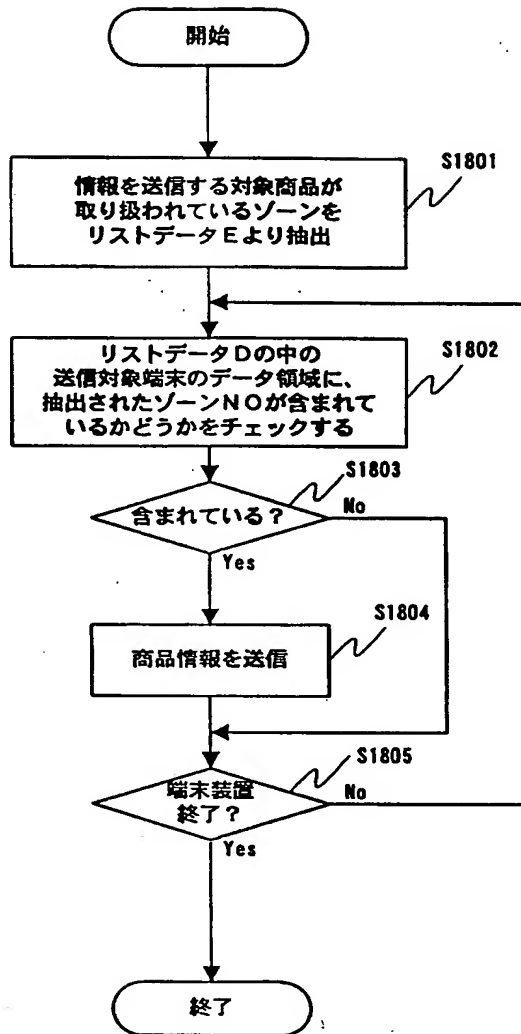 開始
S1801
情報を送信する対象商品が
取り扱われているゾーンを
リストデータEより抽出
S1802
リストデータDの中の
送信対象端末のデータ領域に、
抽出されたゾーンNOが含まれて
いるかどうかをチェックする
S1803
含まれている?
No
Yes
S1804
商品情報を送信
S1805
端末装置
終了?
No
Yes
終了